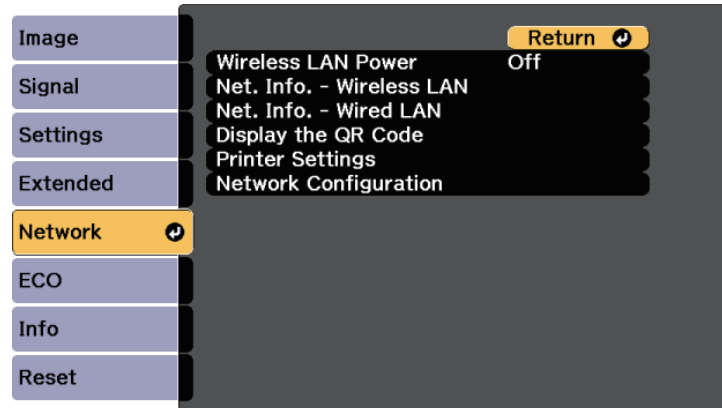 Image
Signal
Settings
Extended
Network
ECO
Info
Reset
Return
Wireless LAN Power Off
Net. Info. - Wireless LAN
Net. Info. - Wired LAN
Display the QR Code
Printer Settings
Network Configuration